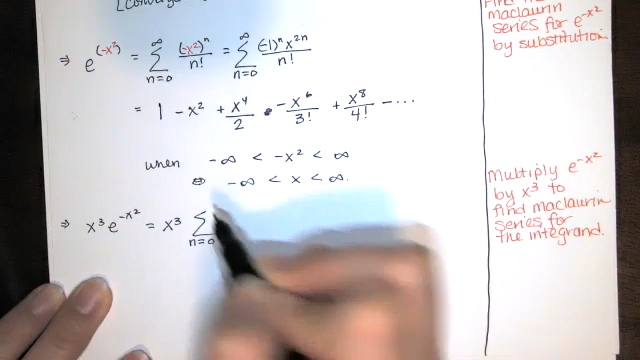 [Converge
⇒ e^(-x²) = Σ_{n=0}^{∞} (-x²)^n / n! = Σ_{n=0}^{∞} (-1)^n x^{2n} / n!
= 1 - x² + x⁴/2 - x⁶/3! + x⁸/4! - ...
when -∞ < -x² < ∞
⇔ -∞ < x < ∞.
⇒ x³ e^{-x²} = x³ Σ_{n=0}
maclaurin
series for e^{-x²}
by substitution.
Multiply e^{-x²}
by x³ to
find maclaurin
series for
the integrand.